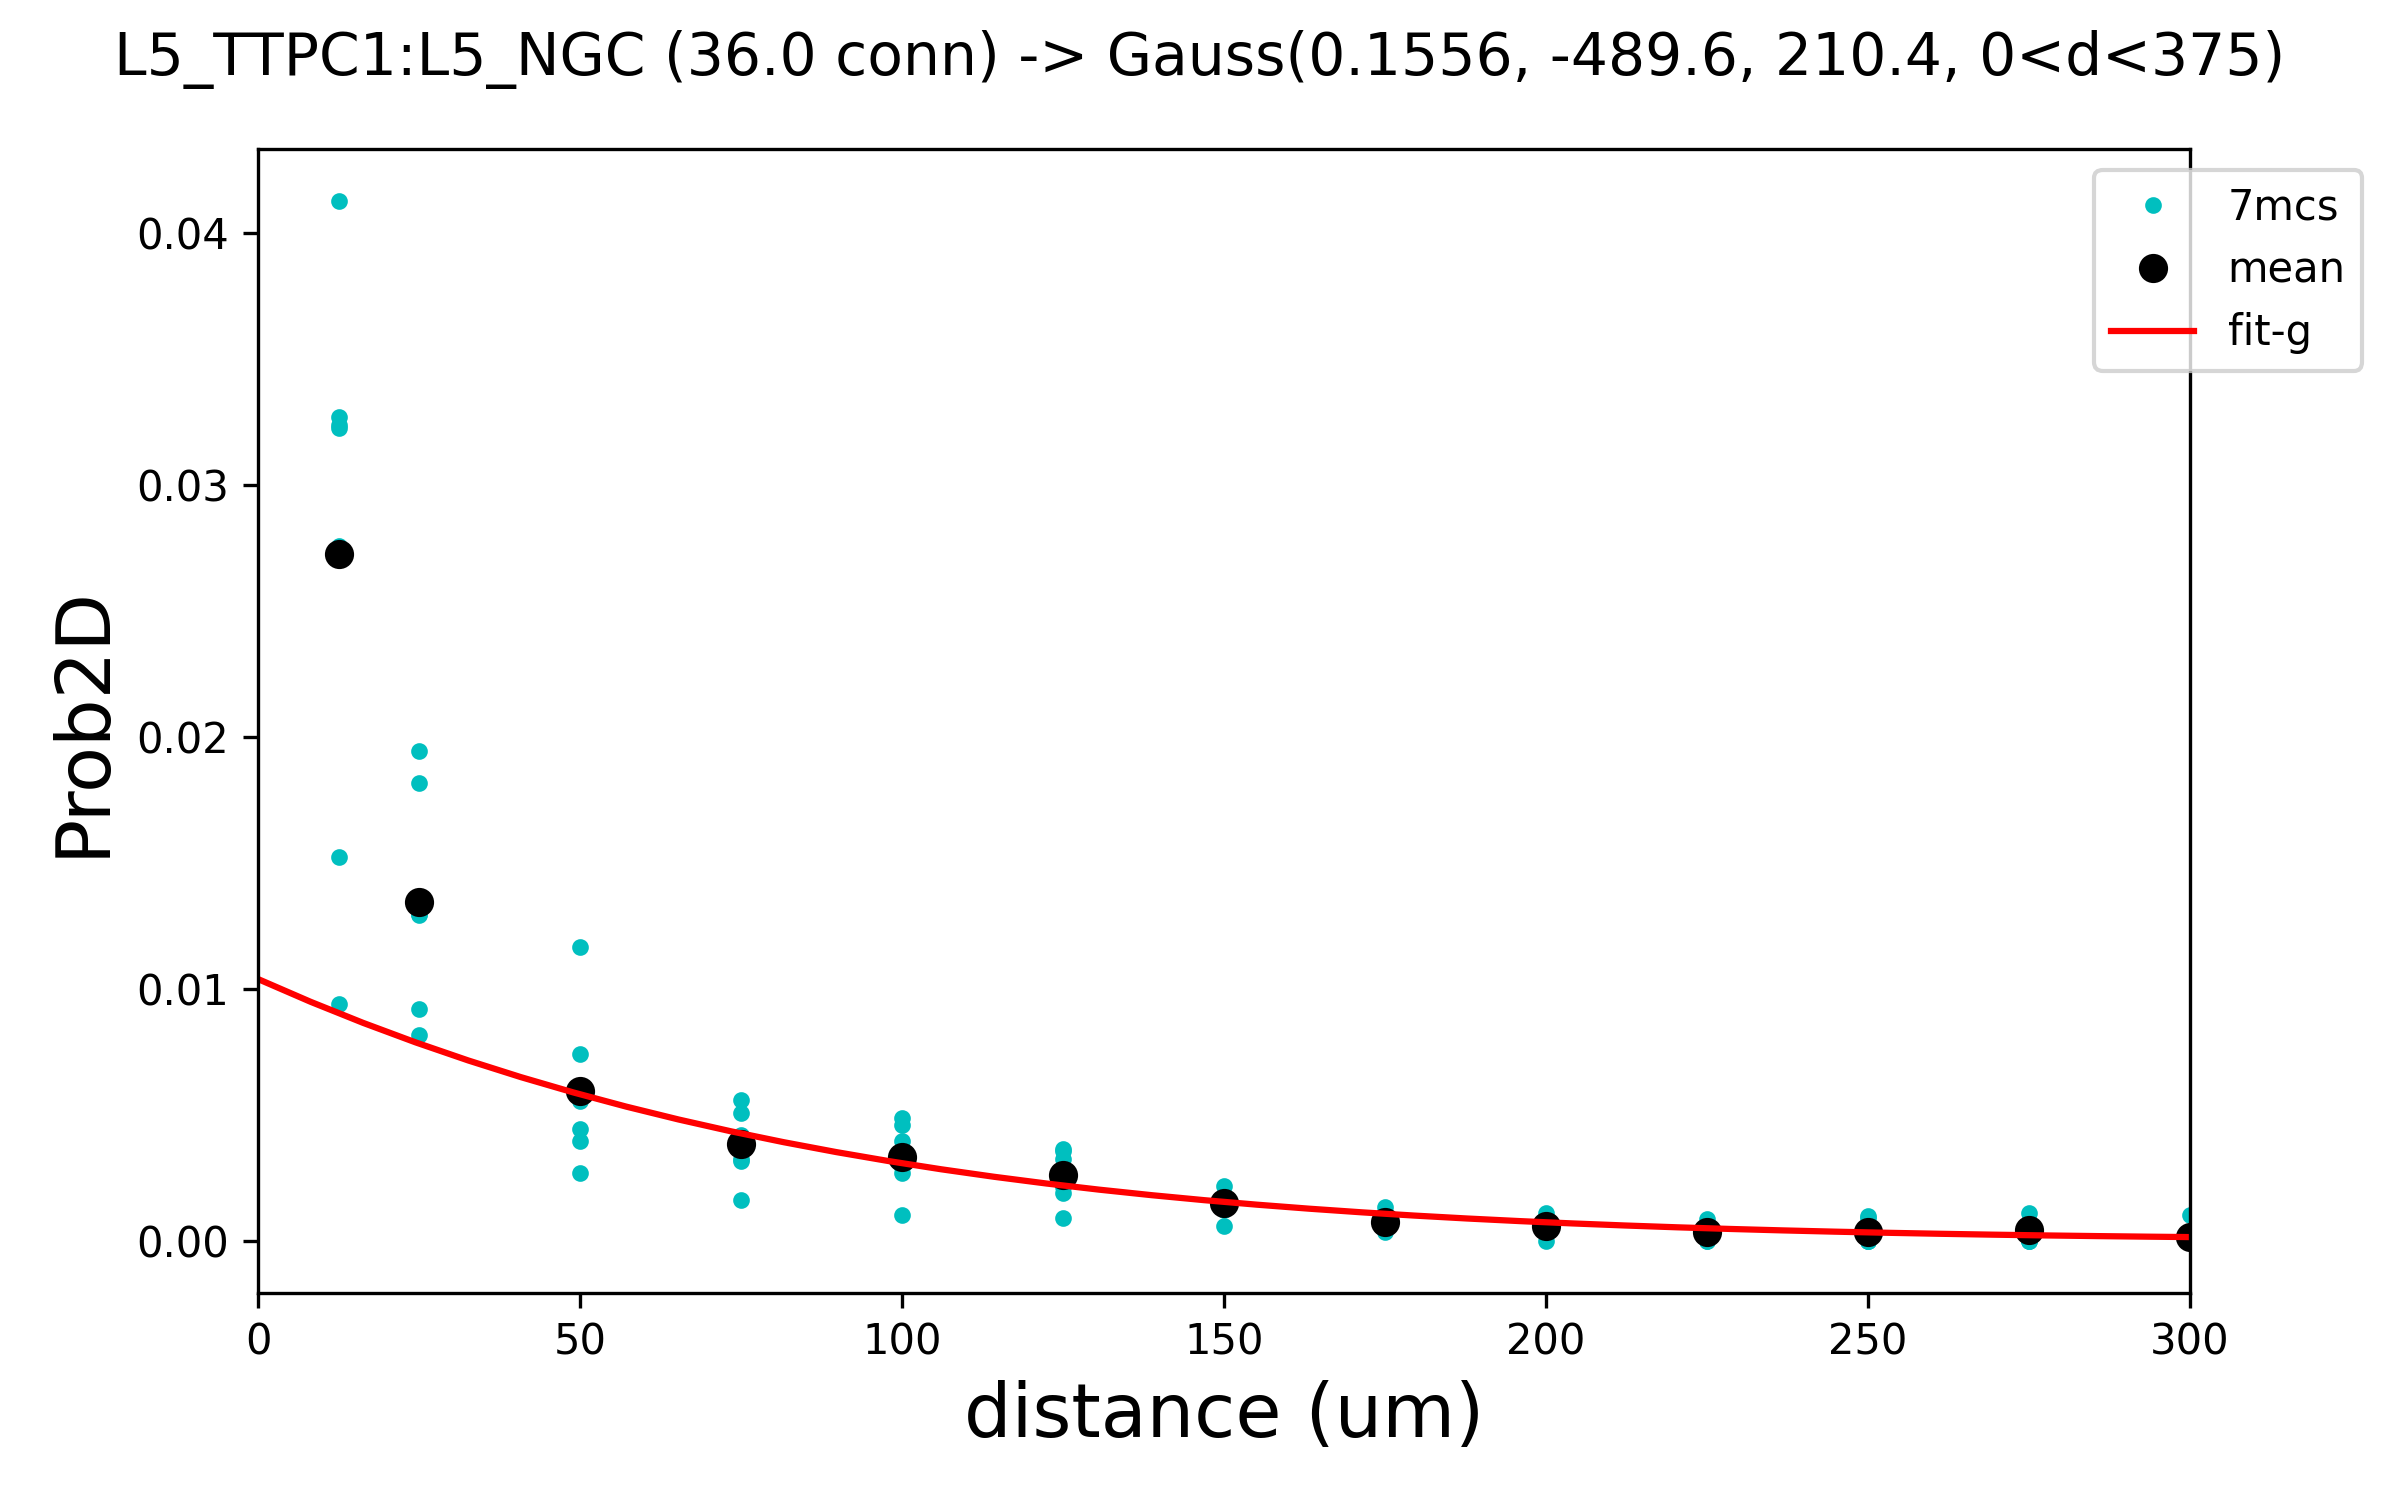 L5_TTPC1:L5_NGC (36.0 conn) -> Gauss(0.1556, -489.6, 210.4, 0<d<375)
7mcs
mean
fit-g
Prob2D
0.04
0.03
0.02
0.01
0.00
0 50 100 150 200 250 300
distance (um)